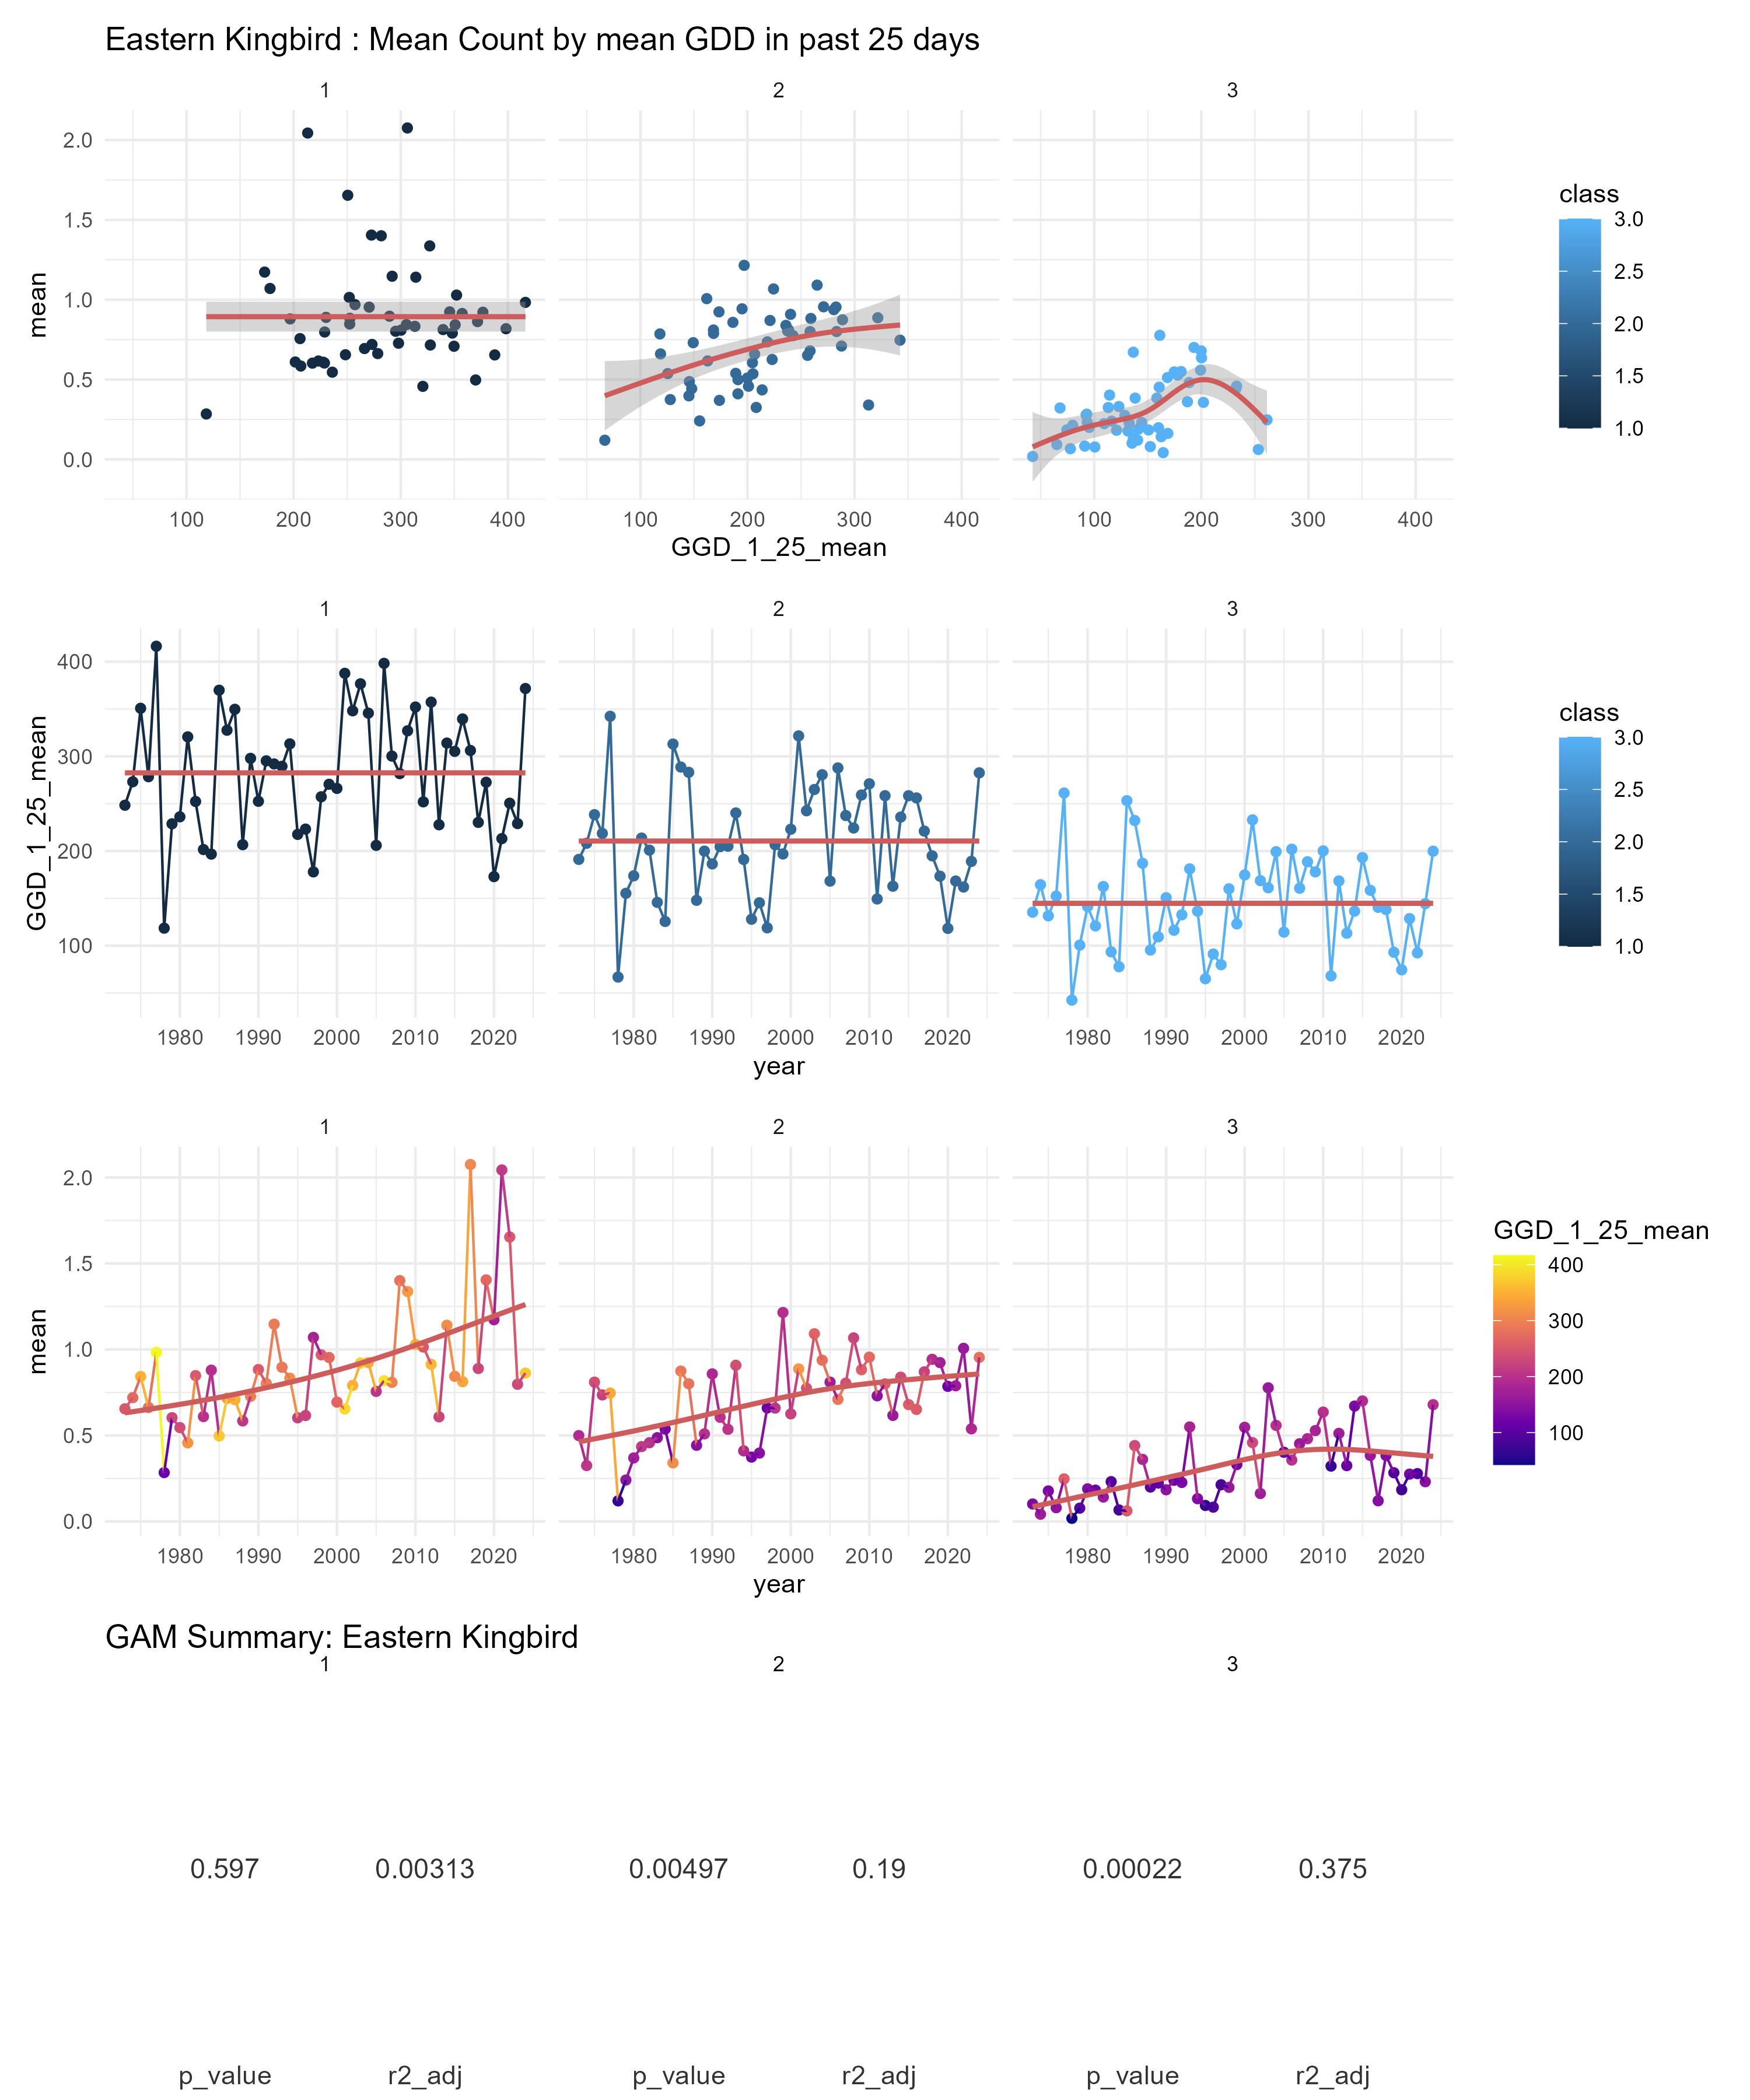 Eastern Kingbird : Mean Count by mean GDD in past 25 days
1 2 3
mean
2.0
1.5
1.0
0.5
0.0
100 200 300 400 100 200 300 400 100 200 300 400
GGD_1_25_mean
class
3.0
2.5
2.0
1.5
1.0
1 2 3
GGD_1_25_mean
400
300
200
100
1980 1990 2000 2010 2020 1980 1990 2000 2010 2020 1980 1990 2000 2010 2020
year
class
3.0
2.5
2.0
1.5
1.0
1 2 3
mean
2.0
1.5
1.0
0.5
0.0
1980 1990 2000 2010 2020 1980 1990 2000 2010 2020 1980 1990 2000 2010 2020
year
GGD_1_25_mean
400
300
200
100
GAM Summary: Eastern Kingbird
1 2 3
0.597 0.00313 0.00497 0.19 0.00022 0.375
p_value r2_adj p_value r2_adj p_value r2_adj